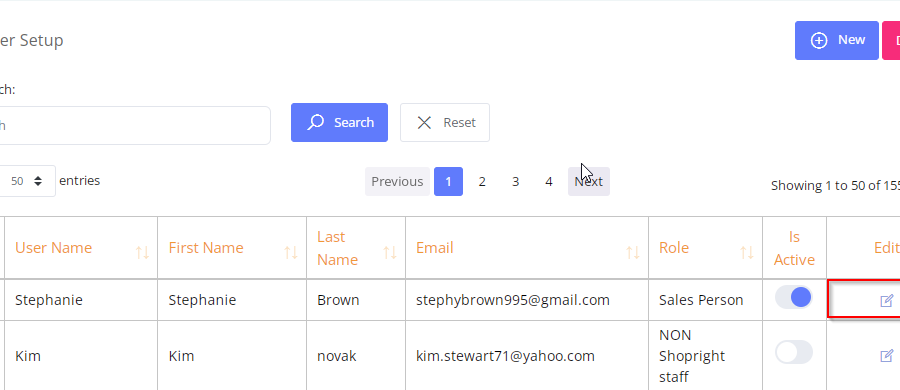 er Setup
New
ch:
h
Search
Reset
50 entries
Previous 1 2 3 4 Next
Showing 1 to 50 of 155
User Name First Name Last Name Email Role Is Active Edit
Stephanie Stephanie Brown stephybrown995@gmail.com Sales Person
Kim Kim novak kim.stewart71@yahoo.com NON Shopright staff